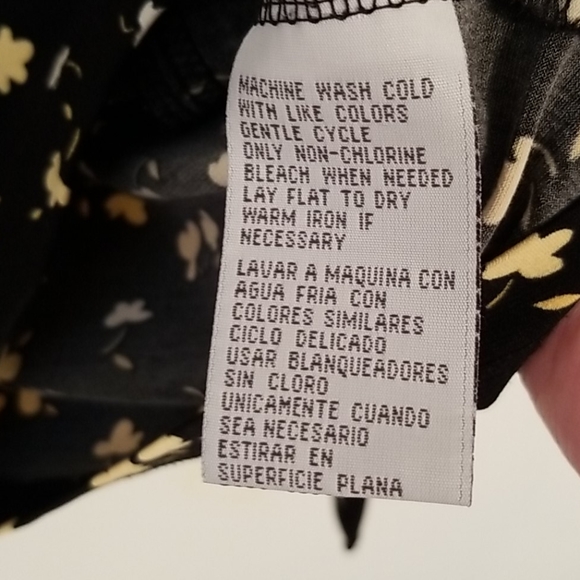 MACHINE WASH COLD
WITH LIKE COLORS
GENTLE CYCLE
ONLY NON-CHLORINE
BLEACH WHEN NEEDED
LAY FLAT TO DRY
WARM IRON IF
NECESSARY
LAVAR A MAQUINA CON
AGUA FRIA CON
COLORES SIMILARES
CICLO DELICADO
USAR BLANQUEADORES
SIN CLORO
UNICAMENTE CUANDO
SEA NECESARIO
ESTIRAR EN
SUPERFICIE PLANA